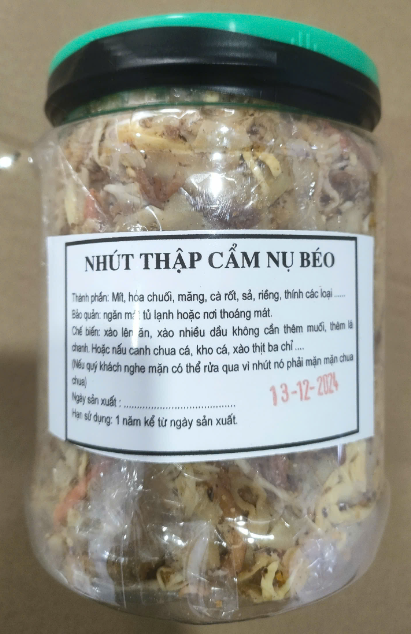 NHÚT THẬP CẨM NỤ BÉO
Thành phần: Mít, hoa chuối, măng, cà rốt, sả, riềng, thính các loại .....
Bảo quản: ngăn mát tủ lạnh hoặc nơi thoáng mát.
Chế biến: xào lên ăn, xào nhiều dầu không cần thêm muối, thêm là
chanh. Hoặc nấu canh chua cá, kho cá, xào thịt ba chỉ ....
(Nếu quý khách nghe mặn có thể rửa qua vì nhút nó phải mặn mặn chua
chua)
13-12-2024
Ngày sản xuất : ........................................
Hạn sử dụng: 1 năm kể từ ngày sản xuất.